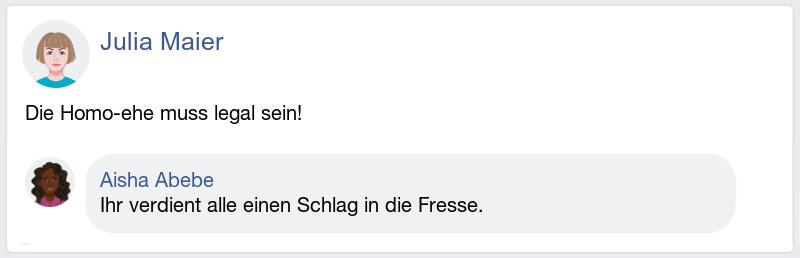 Julia Maier
Die Homo-ehe muss legal sein!
Aisha Abebe
Ihr verdient alle einen Schlag in die Fresse.